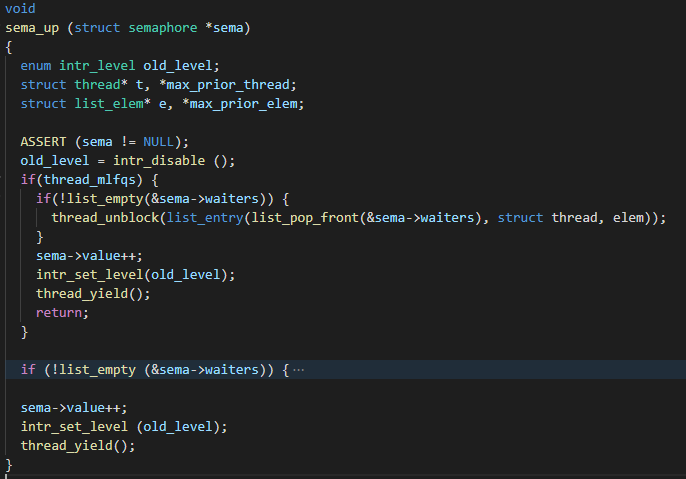 void
sema_up (struct semaphore *sema)
{
  enum intr_level old_level;
  struct thread* t, *max_prior_thread;
  struct list_elem* e, *max_prior_elem;

  ASSERT (sema != NULL);
  old_level = intr_disable ();
  if(thread_mlfqs) {
    if(!list_empty(&sema->waiters)) {
      thread_unblock(list_entry(list_pop_front(&sema->waiters), struct thread, elem));
    }
    sema->value++;
    intr_set_level(old_level);
    thread_yield();
    return;
  }

  if (!list_empty (&sema->waiters)) {⋯

  sema->value++;
  intr_set_level (old_level);
  thread_yield();
}